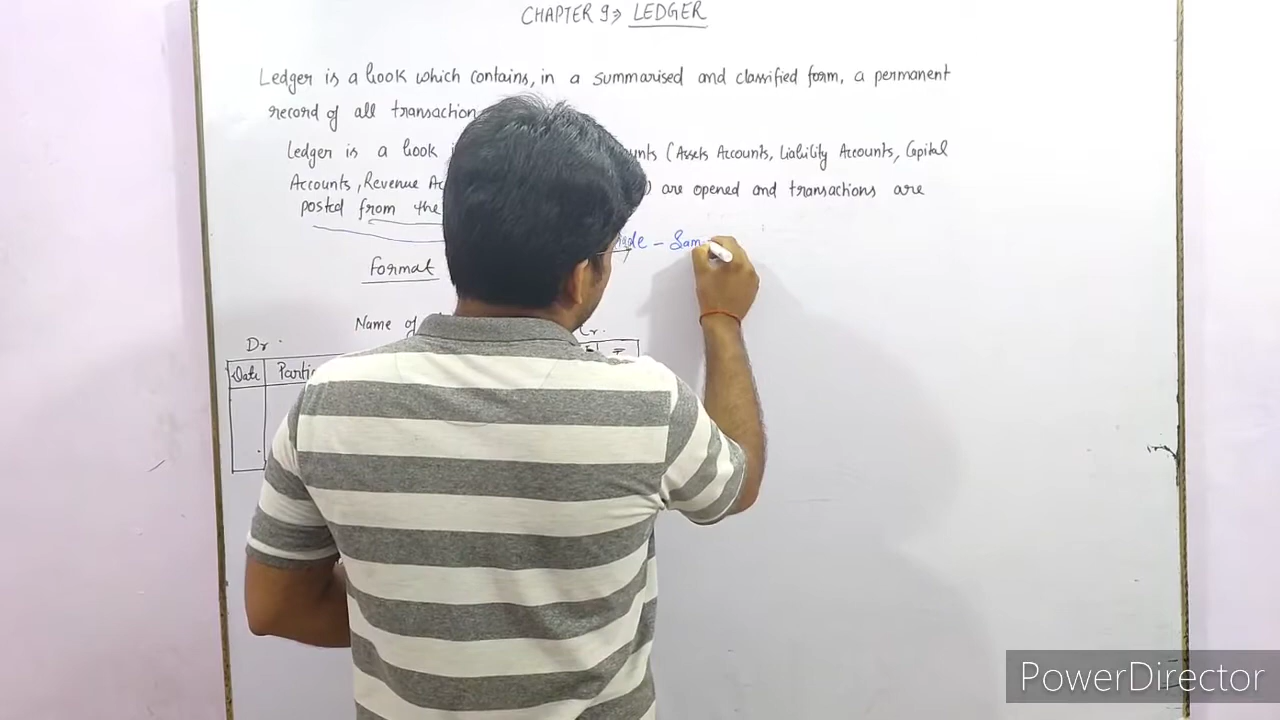 CHAPTER 9⇒ LEDGER
Ledger is a book which contains, in a summarised and classified form, a permanent
record of all transaction
Ledger is a book (Assets Accounts, Liability Accounts, Capital
Accounts, Revenue are opened and transactions are
posted from the
– Sam
Format
Name of
Dr. Cr.
Date ₹
PowerDirector